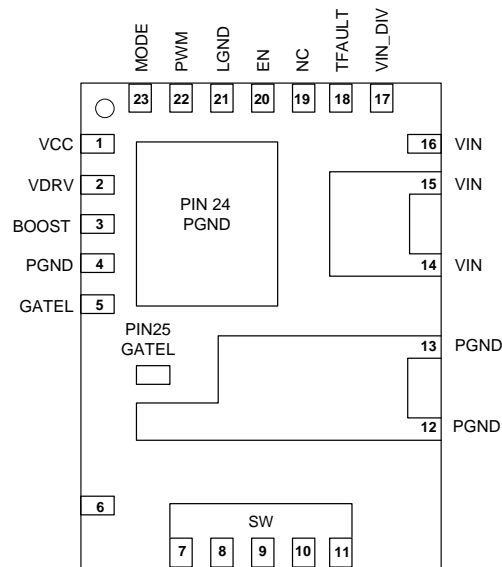 MODE
PWM
LGND
EN
NC
TFAULT
VIN_DIV
23
22
21
20
19
18
17
VCC
1
16
VIN
VDRV
2
15
VIN
PIN 24
PGND
BOOST
3
PGND
4
14
VIN
GATEL
5
PIN25
GATEL
13
PGND
12
PGND
6
SW
7
8
9
10
11